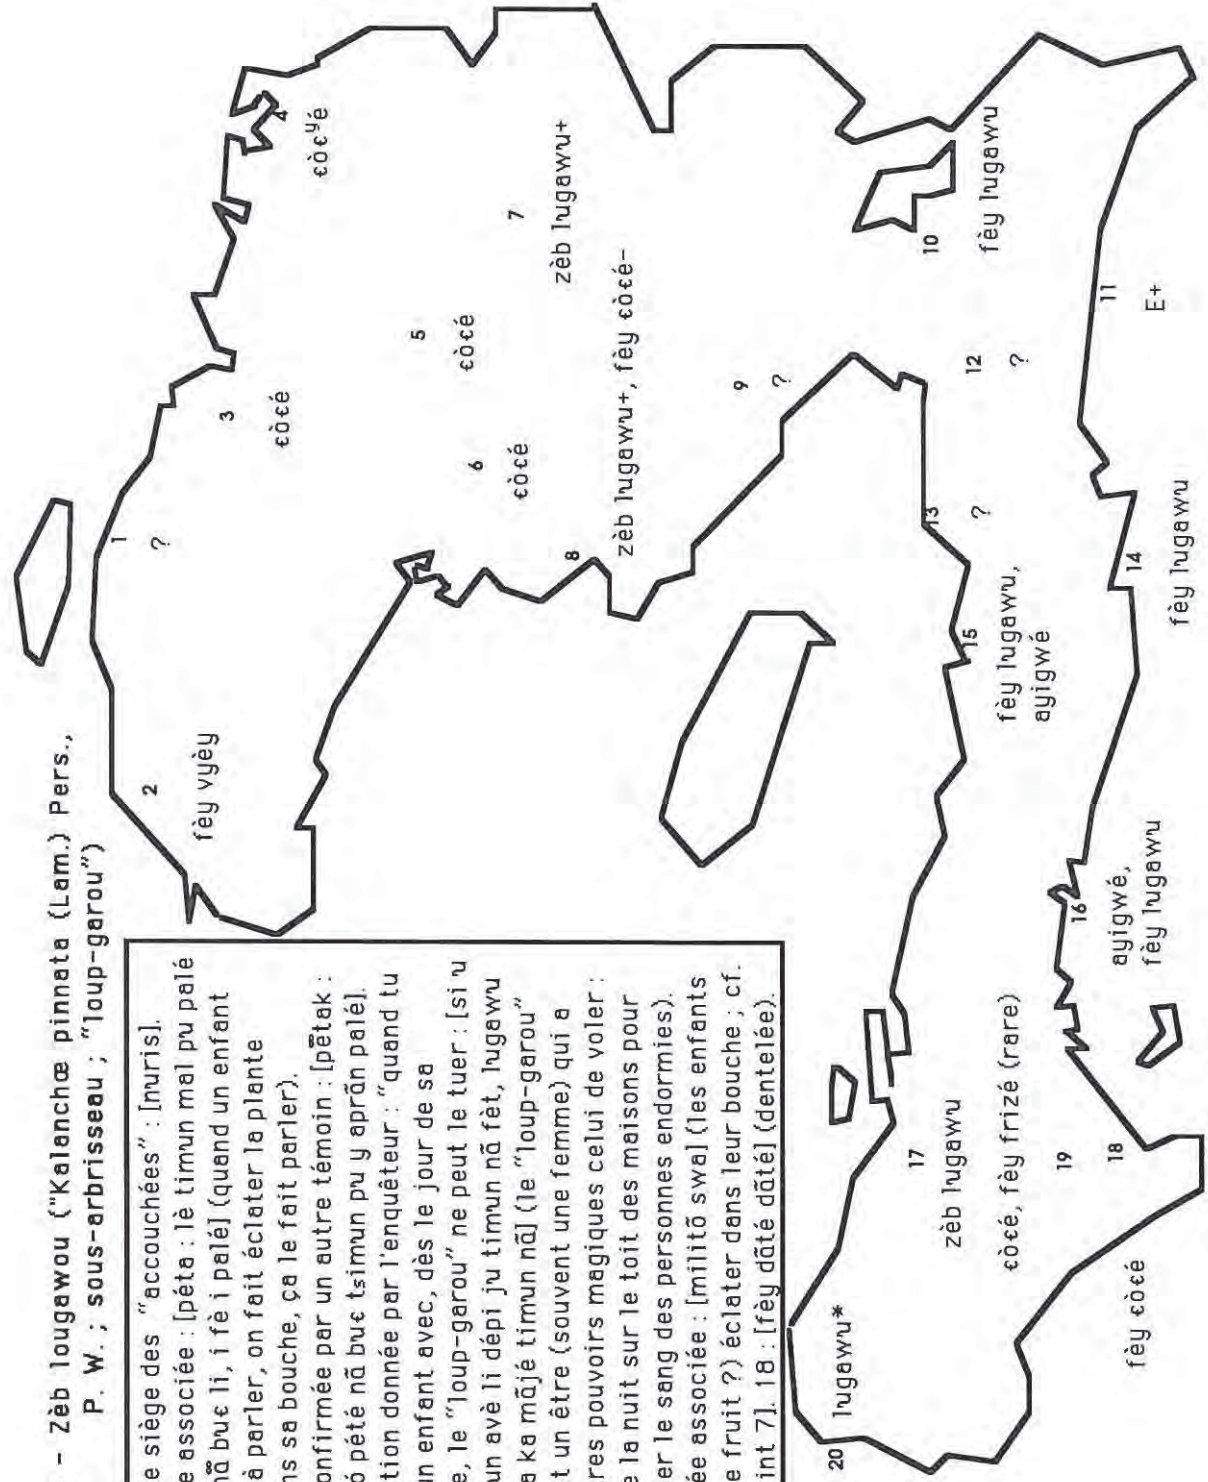 - Zèb lougawou ("Kalanchœ pinnata (Lam.) Pers.,
P. W. ; sous-arbrisseau ; "loup-garou")
e siège des "accouchées" : [nuris].
e associée : [péta : lè timun mal pu palé
nã buɛ li, i fè i palé] (quand un enfant
à parler, on fait éclater la plante
ns sa bouche, ça le fait parler).
onfirmée par un autre témoin : [pẽtak :
ó pété nã buɛ tsimun pu y aprãn palé].
tion donnée par l'enquêteur : "quand tu
un enfant avec, dès le jour de sa
e, le "loup-garou" ne peut le tuer : [si u
un avè li dépi ju timun nã fèt, lugawu
a ka mãjé timun nã] (le "loup-garou"
t un être (souvent une femme) qui a
res pouvoirs magiques celui de voler :
e la nuit sur le toit des maisons pour
er le sang des personnes endormies).
ée associée : [militõ swa] (les enfants
e fruit ?) éclater dans leur bouche ; cf.
int 7]. 18 : [fèy dãté dãté] (dentelée).
1
?
2
fèy vyèy
3
ɛòɛé
4
ɛòɛʸé
5
ɛòɛé
6
ɛòɛé
7
zèb lugawu+
8
zèb lugawu+, fèy ɛòɛé-
9
?
10
fèy lugawu
11
E+
12
?
13
?
14
fèy lugawu
15
fèy lugawu,
ayigwé
16
ayigwé,
fèy lugawu
17
zèb lugawu
ɛòɛé, fèy frizé (rare)
19
18
fèy ɛòɛé
20
lugawu*